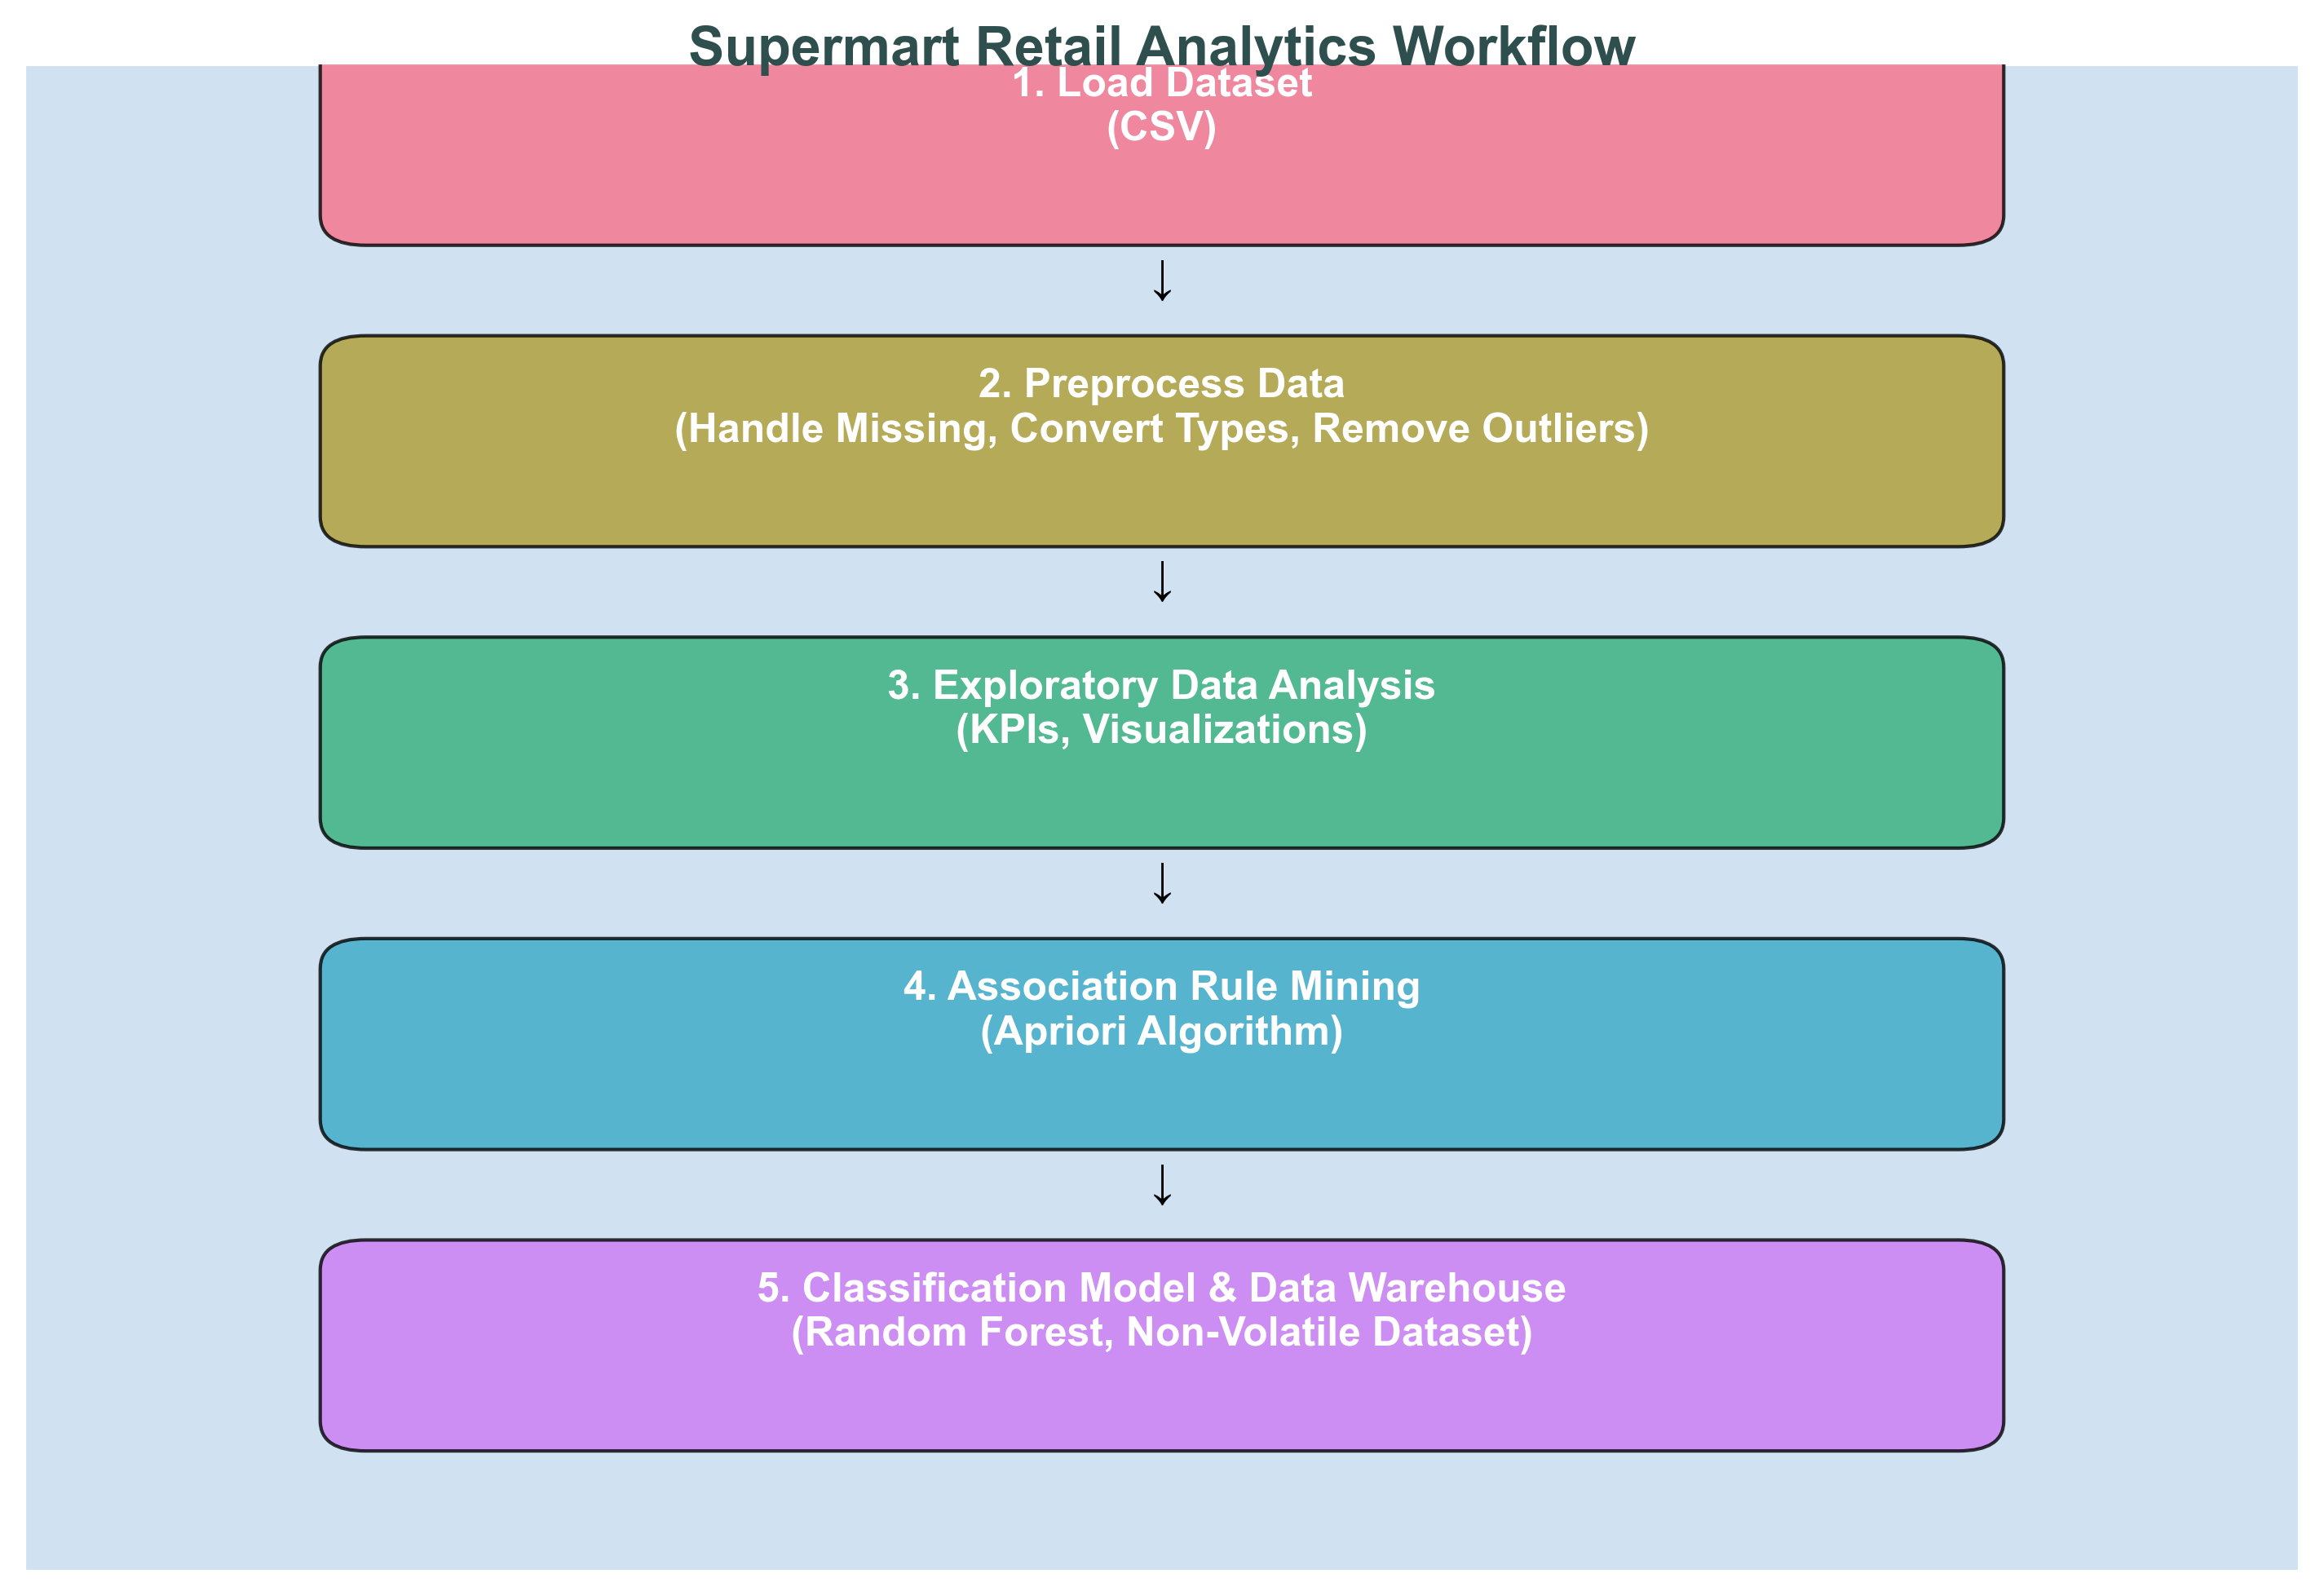 Supermart Retail Analytics Workflow
1. Load Dataset
(CSV)
↓
2. Preprocess Data
(Handle Missing, Convert Types, Remove Outliers)
↓
3. Exploratory Data Analysis
(KPIs, Visualizations)
↓
4. Association Rule Mining
(Apriori Algorithm)
↓
5. Classification Model & Data Warehouse
(Random Forest, Non-Volatile Dataset)